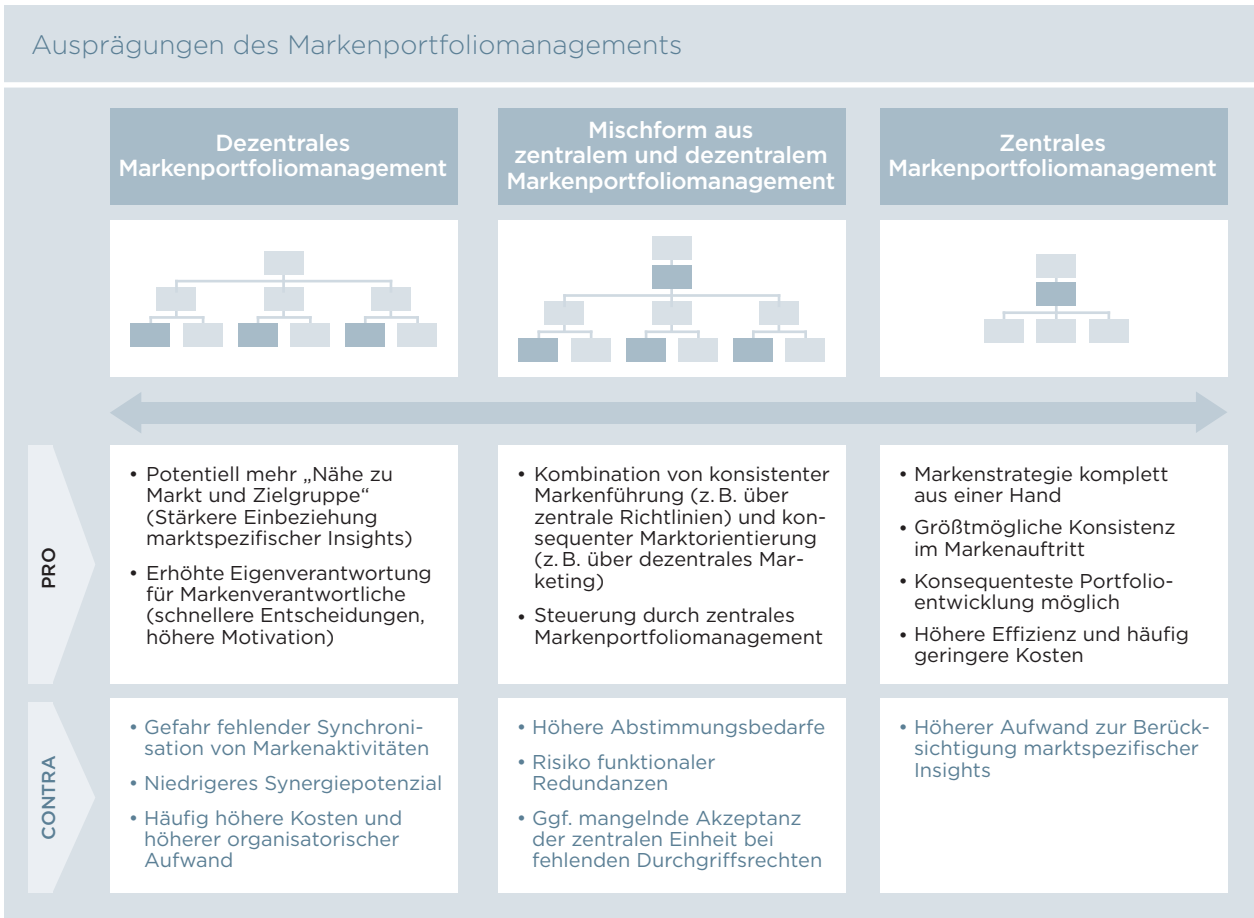 Ausprägungen des Markenportfoliomanagements
Dezentrales
Markenportfoliomanagement
Mischform aus
zentralem und dezentralem
Markenportfoliomanagement
Zentrales
Markenportfoliomanagement
PRO
• Potentiell mehr „Nähe zu
Markt und Zielgruppe“
(Stärkere Einbeziehung
marktspezifischer Insights)
• Erhöhte Eigenverantwortung
für Markenverantwortliche
(schnellere Entscheidungen,
höhere Motivation)
• Kombination von konsistenter
Markenführung (z. B. über
zentrale Richtlinien) und kon-
sequenter Marktorientierung
(z. B. über dezentrales Mar-
keting)
• Steuerung durch zentrales
Markenportfoliomanagement
• Markenstrategie komplett
aus einer Hand
• Größtmögliche Konsistenz
im Markenauftritt
• Konsequenteste Portfolio-
entwicklung möglich
• Höhere Effizienz und häufig
geringere Kosten
CONTRA
• Gefahr fehlender Synchroni-
sation von Markenaktivitäten
• Niedrigeres Synergiepotenzial
• Häufig höhere Kosten und
höherer organisatorischer
Aufwand
• Höhere Abstimmungsbedarfe
• Risiko funktionaler
Redundanzen
• Ggf. mangelnde Akzeptanz
der zentralen Einheit bei
fehlenden Durchgriffsrechten
• Höherer Aufwand zur Berück-
sichtigung marktspezifischer
Insights